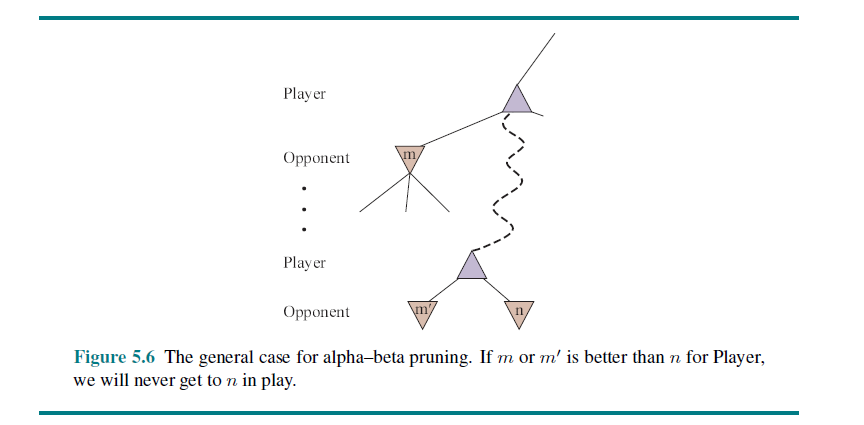 Player
m
Opponent
Player
m′
n
Opponent
Figure 5.6 The general case for alpha–beta pruning. If m or m′ is better than n for Player,
we will never get to n in play.